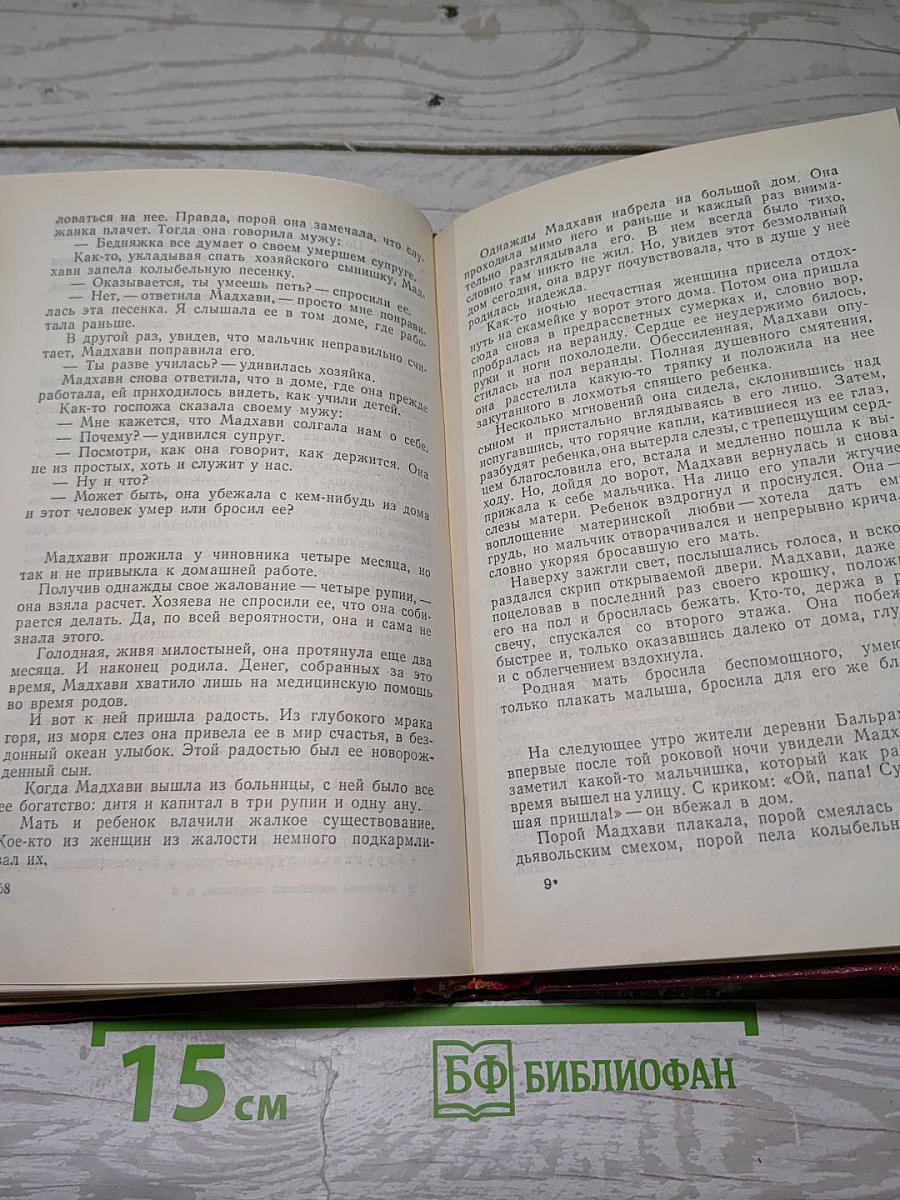 ловаться на нее. Правда, порой она замечала, что слу-
жанка плачет. Тогда она говорила мужу:
— Бедняжка все думает о своем умершем супруге.
Как-то, укладывая спать хозяйского сынишку, Мад-
хави запела колыбельную песенку.
— Оказывается, ты умеешь петь? — спросили ее.
— Нет, — ответила Мадхави, — просто мне понрави-
лась эта песенка. Я слышала ее в том доме, где рабо-
тала раньше.
В другой раз, увидев, что мальчик неправильно счи-
тает, Мадхави поправила его.
— Ты разве училась? — удивилась хозяйка.
Мадхави снова ответила, что в доме, где она прежде
работала, ей приходилось видеть, как учили детей.
Как-то госпожа сказала своему мужу:
— Мне кажется, что Мадхави солгала нам о себе.
— Почему? — удивился супруг.
— Посмотри, как она говорит, как держится. Она
не из простых, хоть и служит у нас.
— Ну и что?
— Может быть, она убежала с кем-нибудь из дома
и этот человек умер или бросил ее?
Мадхави прожила у чиновника четыре месяца, но
так и не привыкла к домашней работе.
Получив однажды свое жалование — четыре рупии, —
она взяла расчет. Хозяева не спросили ее, что она соби-
рается делать. Да, по всей вероятности, она и сама не
знала этого.
Голодная, живя милостыней, она протянула еще два
месяца. И наконец родила. Денег, собранных за это
время, Мадхави хватило лишь на медицинскую помощь
во время родов.
И вот к ней пришла радость. Из глубокого мрака
горя, из моря слез она привела ее в мир счастья, в без-
донный океан улыбок. Этой радостью был ее новорож-
денный сын.
Когда Мадхави вышла из больницы, с ней было все
ее богатство: дитя и капитал в три рупии и одну ану.
Мать и ребенок влачили жалкое существование.
Кое-кто из женщин из жалости немного подкармли-
вал их,
68
Однажды Мадхави набрела на большой дом. Она
проходила мимо него и раньше и каждый раз внима-
тельно разглядывала его. В нем всегда было тихо,
словно там никто не жил. Но, увидев этот безмолвный
дом сегодня, она вдруг почувствовала, что в душе у нее
родилась надежда.
Как-то ночью несчастная женщина присела отдох-
нуть на скамейке у ворот этого дома. Потом она пришла
сюда снова в предрассветных сумерках и, словно вор,
пробралась на веранду. Сердце ее неудержимо билось,
руки и ноги похолодели. Обессиленная, Мадхави опу-
стилась на пол веранды. Полная душевного смятения,
она расстелила какую-то тряпку и положила на нее
закутанного в лохмотья спящего ребенка.
Несколько мгновений она сидела, склонившись над
сыном и пристально вглядываясь в его лицо. Затем,
испугавшись, что горячие капли, катившиеся из ее глаз,
разбудят ребенка, она вытерла слезы, с трепещущим серд-
цем благословила его, встала и медленно пошла к вы-
ходу. Но, дойдя до ворот, Мадхави вернулась и снова
прижала к себе мальчика. На лицо его упали жгучие
слезы матери. Ребенок вздрогнул и проснулся. Она —
воплощение материнской любви — хотела дать ем
грудь, но мальчик отворачивался и непрерывно крича
словно укоряя бросавшую его мать.
Наверху зажгли свет, послышались голоса, и вско
раздался скрип открываемой двери. Мадхави, даже
поцеловав в последний раз своего крошку, положи
его на пол и бросилась бежать. Кто-то, держа в р
свечу, спускался со второго этажа. Она побеж
быстрее и, только оказавшись далеко от дома, глу
и с облегчением вздохнула.
Родная мать бросила беспомощного, умею
только плакать малыша, бросила для его же бл
На следующее утро жители деревни Бальрам
впервые после той роковой ночи увидели Мадх
заметил какой-то мальчишка, который как ра
время вышел на улицу. С криком: «Ой, папа! Су
шая пришла!» — он вбежал в дом.
Порой Мадхави плакала, порой смеялась
дьявольским смехом, порой пела колыбельн
9*
15 см
БФ БИБЛИОФАН